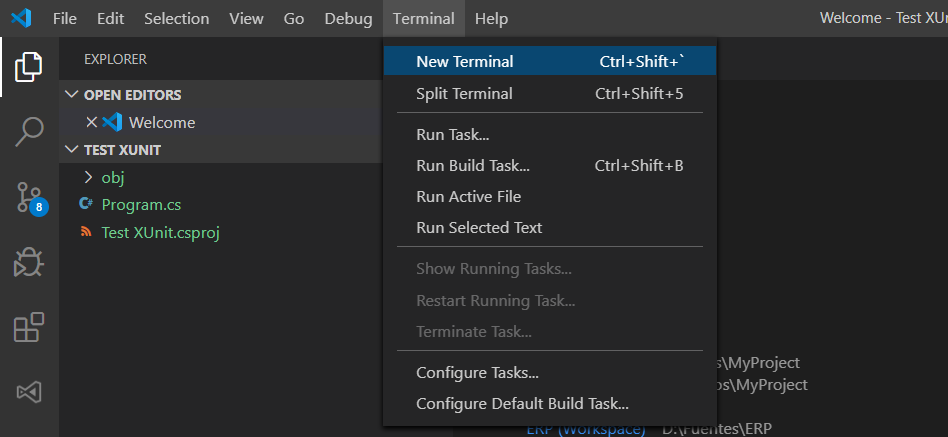 File Edit Selection View Go Debug Terminal Help Welcome - Test XUn
EXPLORER
OPEN EDITORS
Welcome
TEST XUNIT
obj
C# Program.cs
Test XUnit.csproj
8
New Terminal Ctrl+Shift+`
Split Terminal Ctrl+Shift+5
Run Task...
Run Build Task... Ctrl+Shift+B
Run Active File
Run Selected Text
Show Running Tasks...
Restart Running Task...
Terminate Task...
Configure Tasks...
Configure Default Build Task...
s\MyProject
os\MyProject
ERP (Workspace) D:\Fuentes\ERP